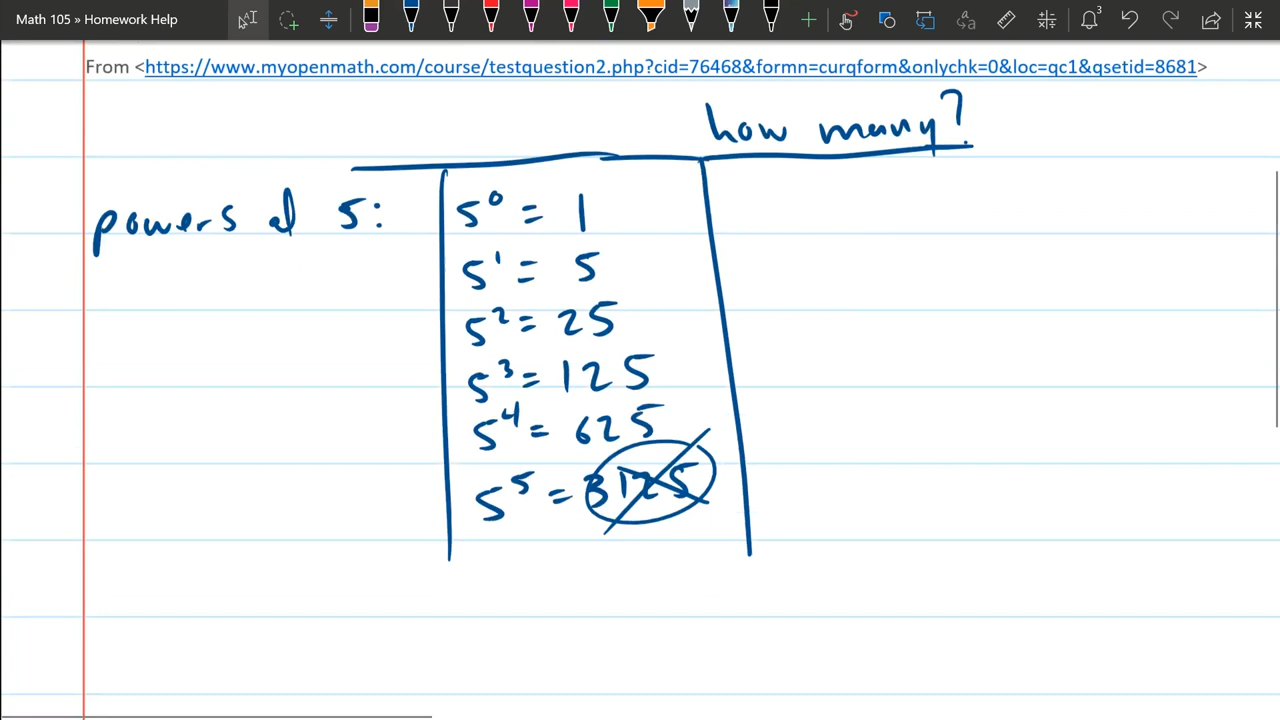 Math 105 » Homework Help
3
From <https://www.myopenmath.com/course/testquestion2.php?cid=76468&formn=curqform&onlychk=0&loc=qc1&qsetid=8681>
how many?
powers of 5:
5⁰ = 1
5¹ = 5
5² = 25
5³ = 125
5⁴ = 625
5⁵ = 3125